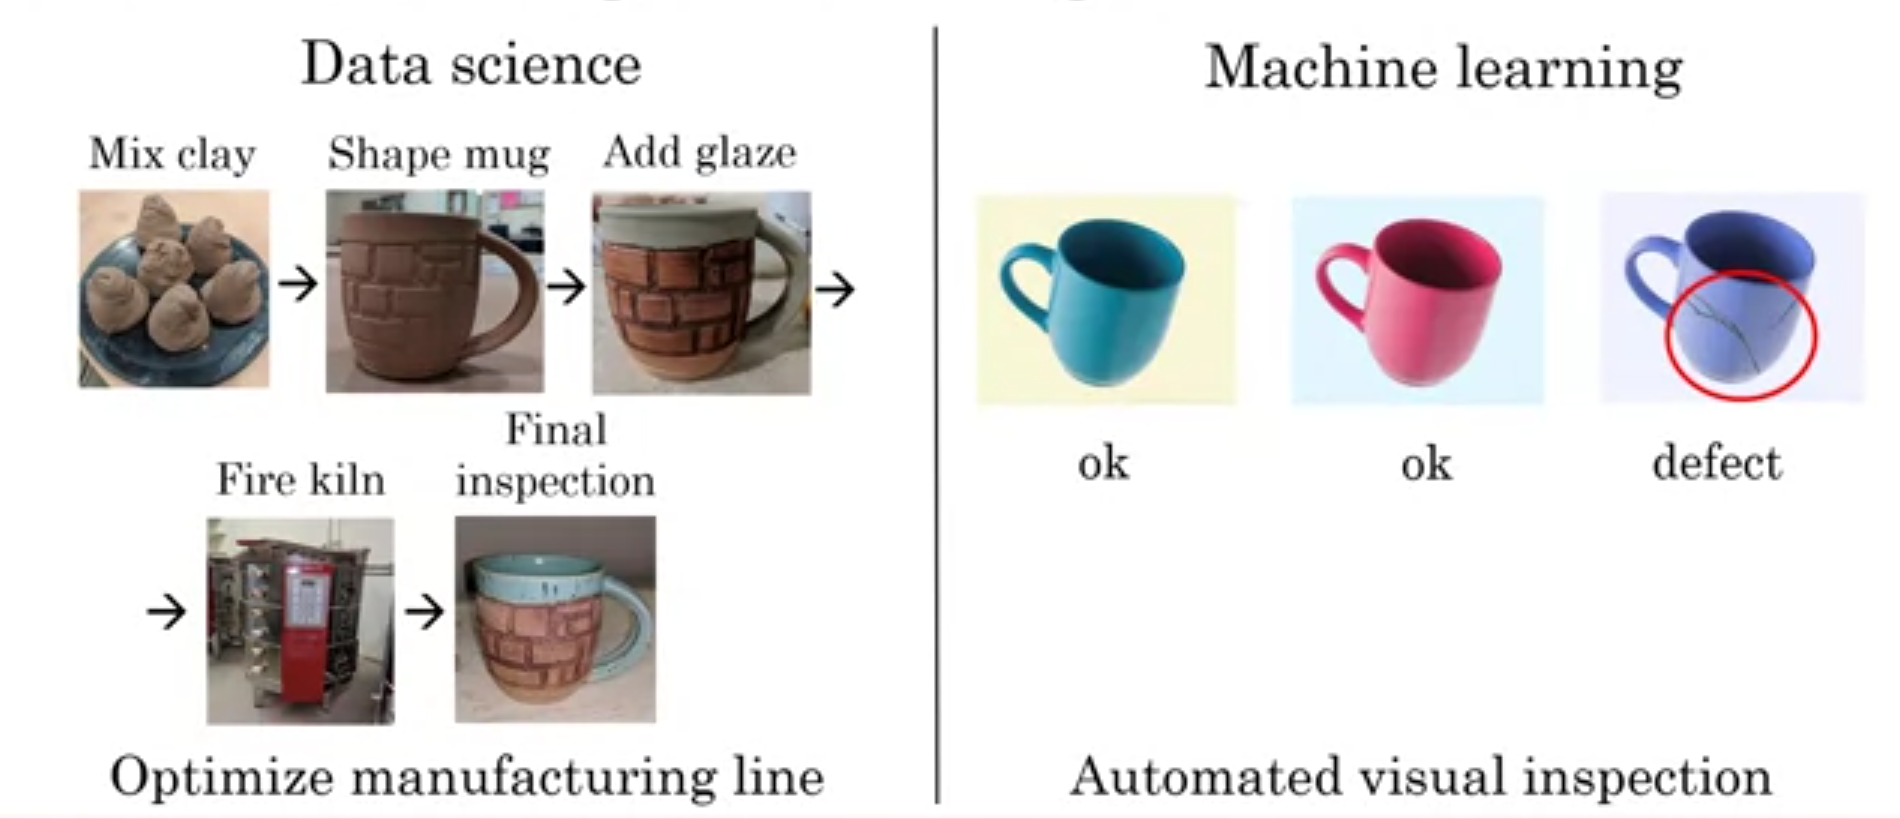 Data science
Mix clay
Shape mug
Add glaze
→
→
→
Fire kiln
Final
inspection
→
→
Optimize manufacturing line
Machine learning
ok
ok
defect
Automated visual inspection